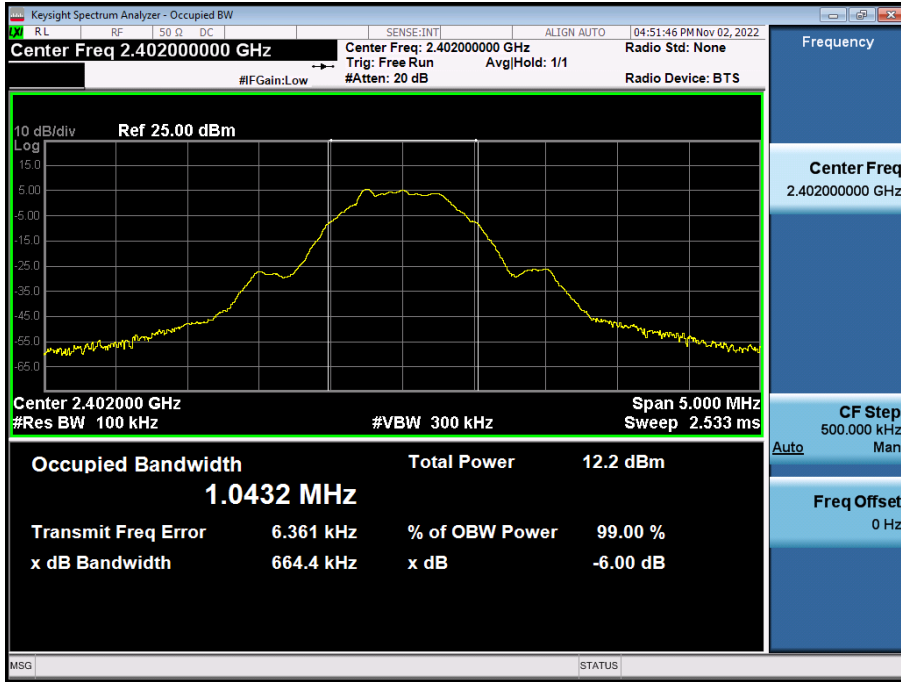 Keysight Spectrum Analyzer - Occupied BW
LXI RL RF 50 Ω DC SENSE:INT ALIGN AUTO 04:51:46 PM Nov 02, 2022
Center Freq 2.402000000 GHz
Center Freq: 2.402000000 GHz
Radio Std: None
Trig: Free Run Avg|Hold: 1/1
#IFGain:Low
#Atten: 20 dB
Radio Device: BTS
Frequency
10 dB/div Ref 25.00 dBm
Log
15.0
5.00
-5.00
-15.0
-25.0
-35.0
-45.0
-55.0
-65.0
Center 2.402000 GHz Span 5.000 MHz
#Res BW 100 kHz #VBW 300 kHz Sweep 2.533 ms
Center Freq
2.402000000 GHz
CF Step
500.000 kHz
Auto Man
Freq Offset
0 Hz
Occupied Bandwidth Total Power 12.2 dBm
1.0432 MHz
Transmit Freq Error 6.361 kHz % of OBW Power 99.00 %
x dB Bandwidth 664.4 kHz x dB -6.00 dB
MSG STATUS